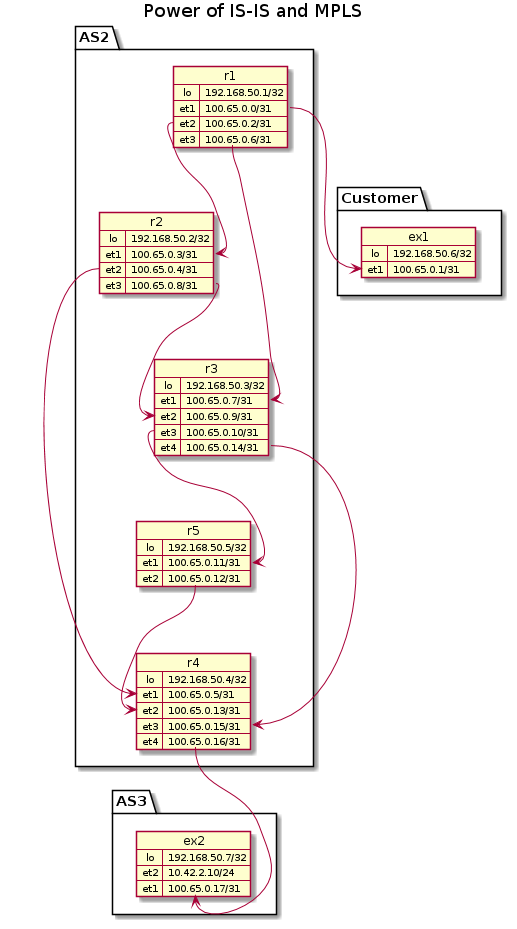 Power of IS-IS and MPLS
AS2
r1
lo 192.168.50.1/32
et1 100.65.0.0/31
et2 100.65.0.2/31
et3 100.65.0.6/31
Customer
ex1
lo 192.168.50.6/32
et1 100.65.0.1/31
r2
lo 192.168.50.2/32
et1 100.65.0.3/31
et2 100.65.0.4/31
et3 100.65.0.8/31
r3
lo 192.168.50.3/32
et1 100.65.0.7/31
et2 100.65.0.9/31
et3 100.65.0.10/31
et4 100.65.0.14/31
r5
lo 192.168.50.5/32
et1 100.65.0.11/31
et2 100.65.0.12/31
r4
lo 192.168.50.4/32
et1 100.65.0.5/31
et2 100.65.0.13/31
et3 100.65.0.15/31
et4 100.65.0.16/31
AS3
ex2
lo 192.168.50.7/32
et2 10.42.2.10/24
et1 100.65.0.17/31